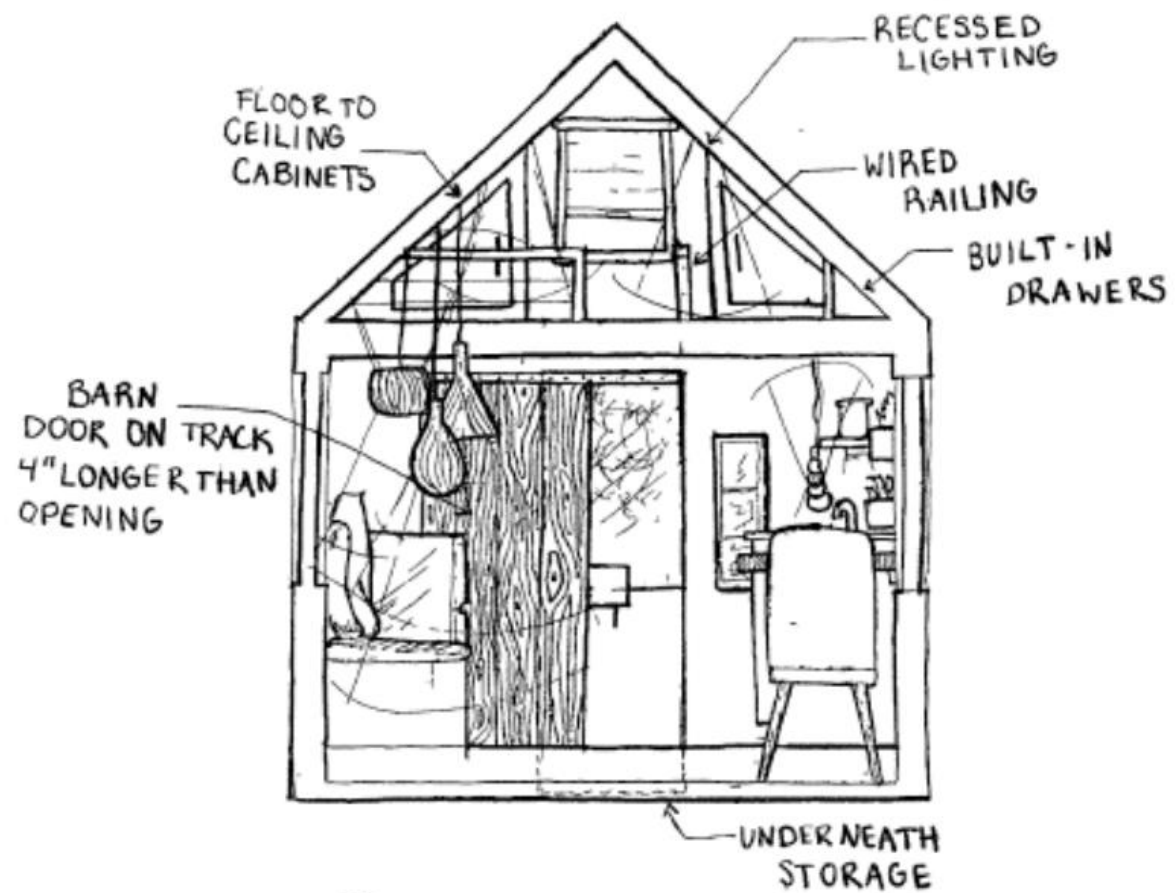 RECESSED
LIGHTING
FLOOR TO
CEILING
CABINETS
WIRED
RAILING
BUILT-IN
DRAWERS
BARN
DOOR ON TRACK
4" LONGER THAN
OPENING
UNDERNEATH
STORAGE